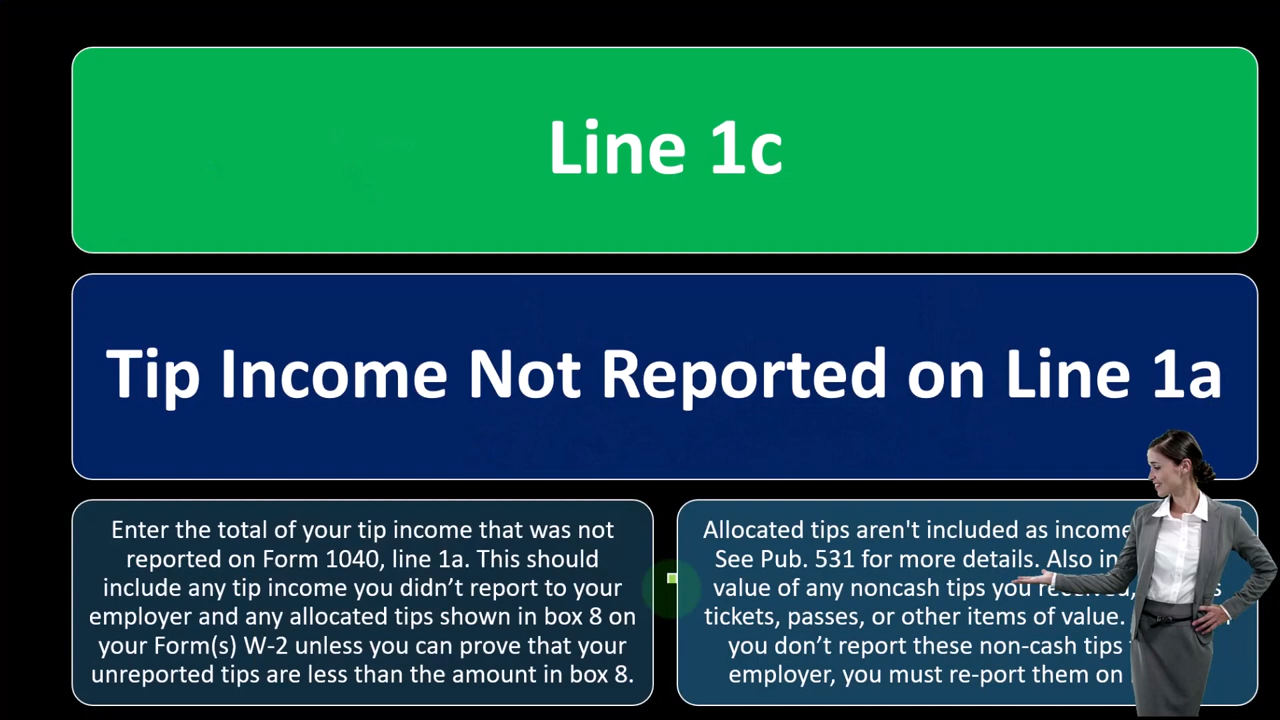 Line 1c
Tip Income Not Reported on Line 1a
Enter the total of your tip income that was not
reported on Form 1040, line 1a. This should
include any tip income you didn’t report to your
employer and any allocated tips shown in box 8 on
your Form(s) W-2 unless you can prove that your
unreported tips are less than the amount in box 8.
Allocated tips aren't included as income
See Pub. 531 for more details. Also
value of any noncash tips you
tickets, passes, or other items of value.
you don’t report these non-cash tips
employer, you must re-port them on